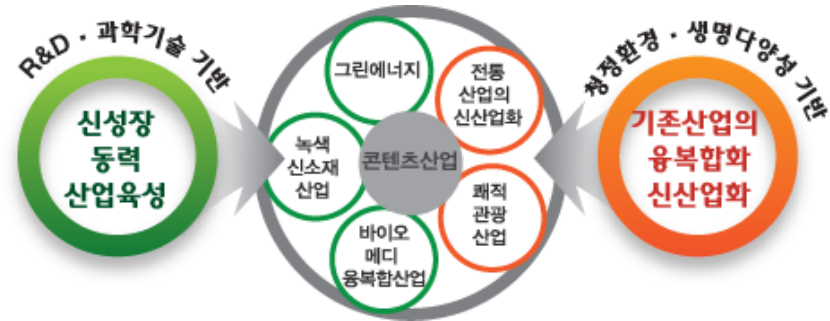 R&D · 과학기술 기반
신성장
동력
산업육성
그린에너지
녹색
신소재
산업
바이오
메디
융복합산업
콘텐츠산업
전통
산업의
신산업화
쾌적
관광
산업
청정환경 · 생명다양성 기반
기존산업의
융복합화
신산업화